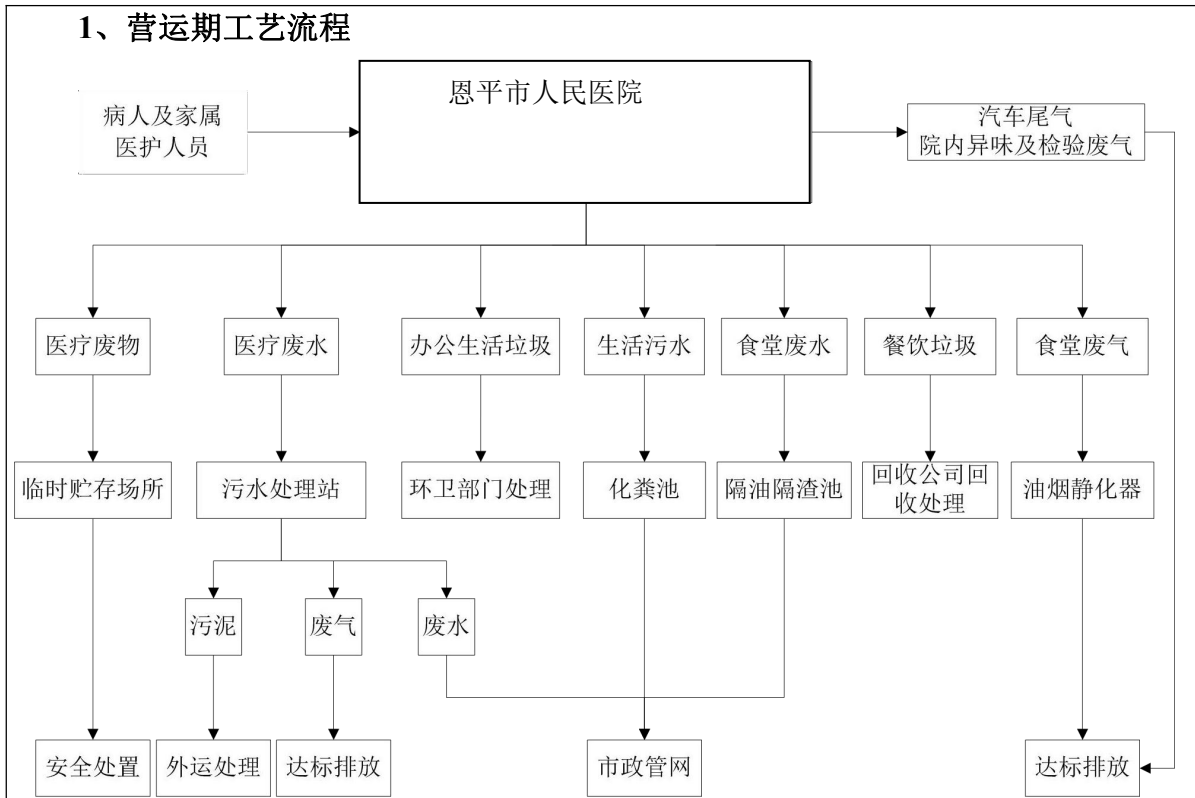 1、营运期工艺流程
恩平市人民医院
病人及家属
医护人员
汽车尾气
院内异味及检验废气
医疗废物
医疗废水
办公生活垃圾
生活污水
食堂废水
餐饮垃圾
食堂废气
临时贮存场所
污水处理站
环卫部门处理
化粪池
隔油隔渣池
回收公司回
收处理
油烟静化器
污泥
废气
废水
安全处置
外运处理
达标排放
市政管网
达标排放